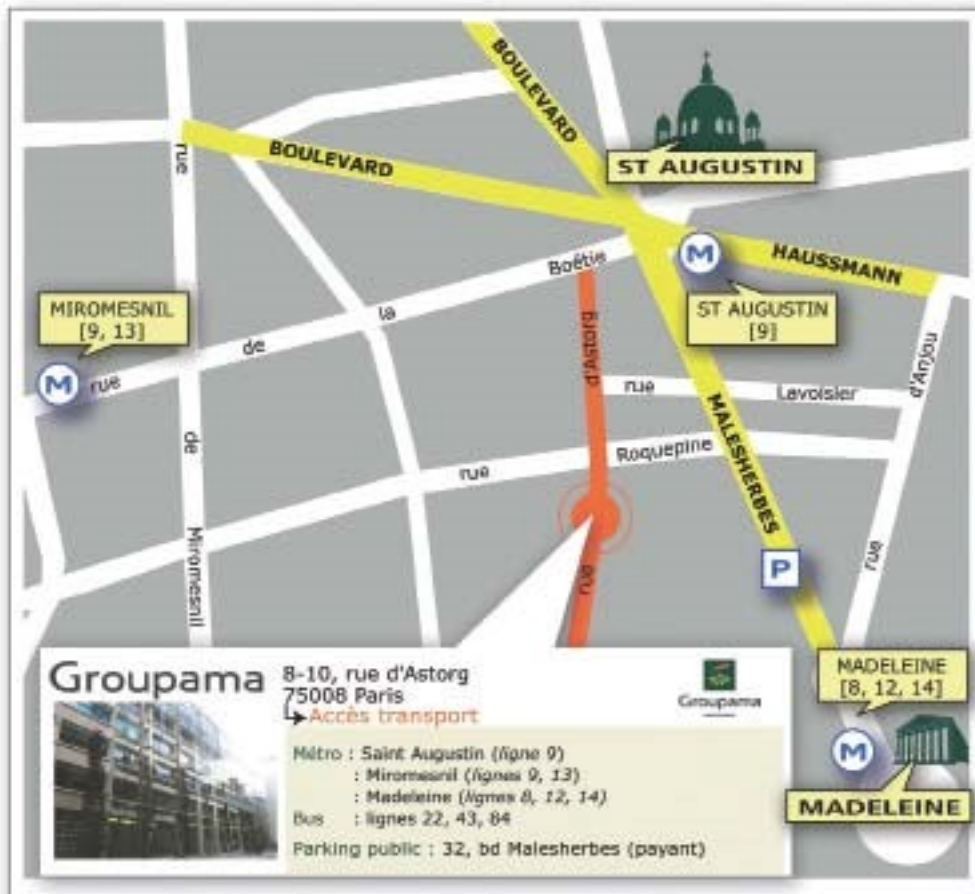 BOULEVARD
BOULEVARD
ST AUGUSTIN
rue
Boëtie
HAUSSMANN
MIROMESNIL
[9, 13]
M
ST AUGUSTIN
[9]
M
la
de
rue
d'Astorg
rue
Lavoisier
d'Anjou
MALESHERBES
de
rue
Roquepine
Miromesnil
rue
P
rue
Groupama
8-10, rue d'Astorg
75008 Paris
Accès transport
Groupama
Métro : Saint Augustin (ligne 9)
: Miromesnil (lignes 9, 13)
: Madeleine (lignes 8, 12, 14)
Bus : lignes 22, 43, 84
Parking public : 32, bd Malesherbes (payant)
MADELEINE
[8, 12, 14]
M
MADELEINE